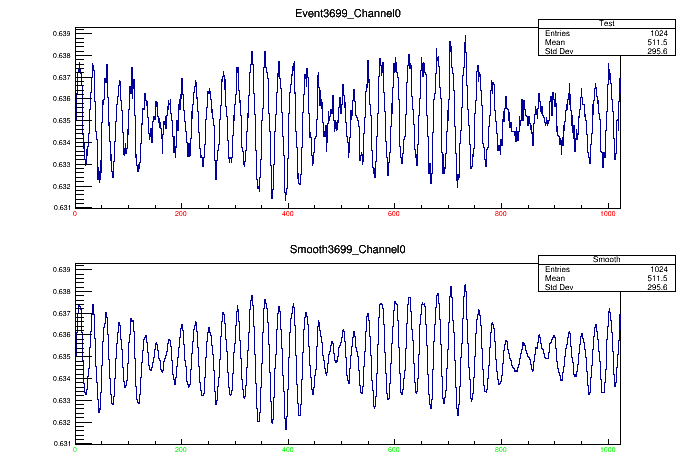 Event3699_Channel0
Test
Entries 1024
Mean 511.5
Std Dev 295.6
0.639
0.638
0.637
0.636
0.635
0.634
0.633
0.632
0.631
0 200 400 600 800 1000
Smooth3699_Channel0
Smooth
Entries 1024
Mean 511.5
Std Dev 295.6
0.639
0.638
0.637
0.636
0.635
0.634
0.633
0.632
0.631
0 200 400 600 800 1000